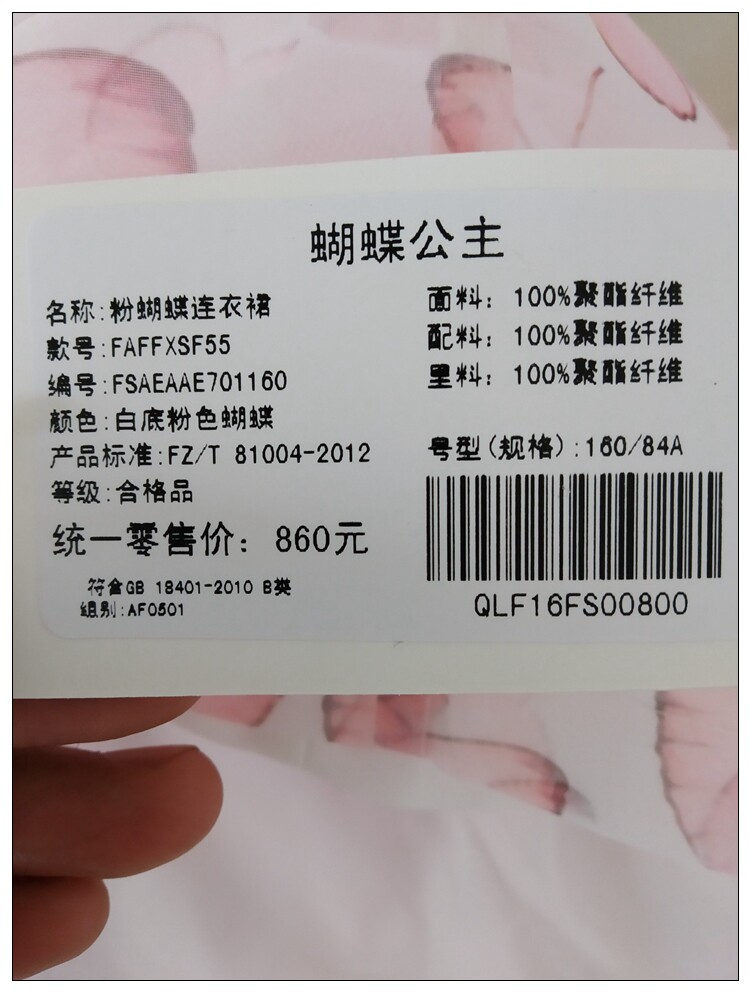 蝴蝶公主
名称:粉蝴蝶连衣裙
款号:FAFFXSF55
编号:FSAEAAE701160
颜色:白底粉色蝴蝶
产品标准:FZ/T 81004-2012
等级:合格品
统一零售价: 860元
符合GB 18401-2010 B类
组别:AF0501
面料: 100%聚酯纤维
配料: 100%聚酯纤维
里料: 100%聚酯纤维
号型(规格):160/84A
QLF16FS00800